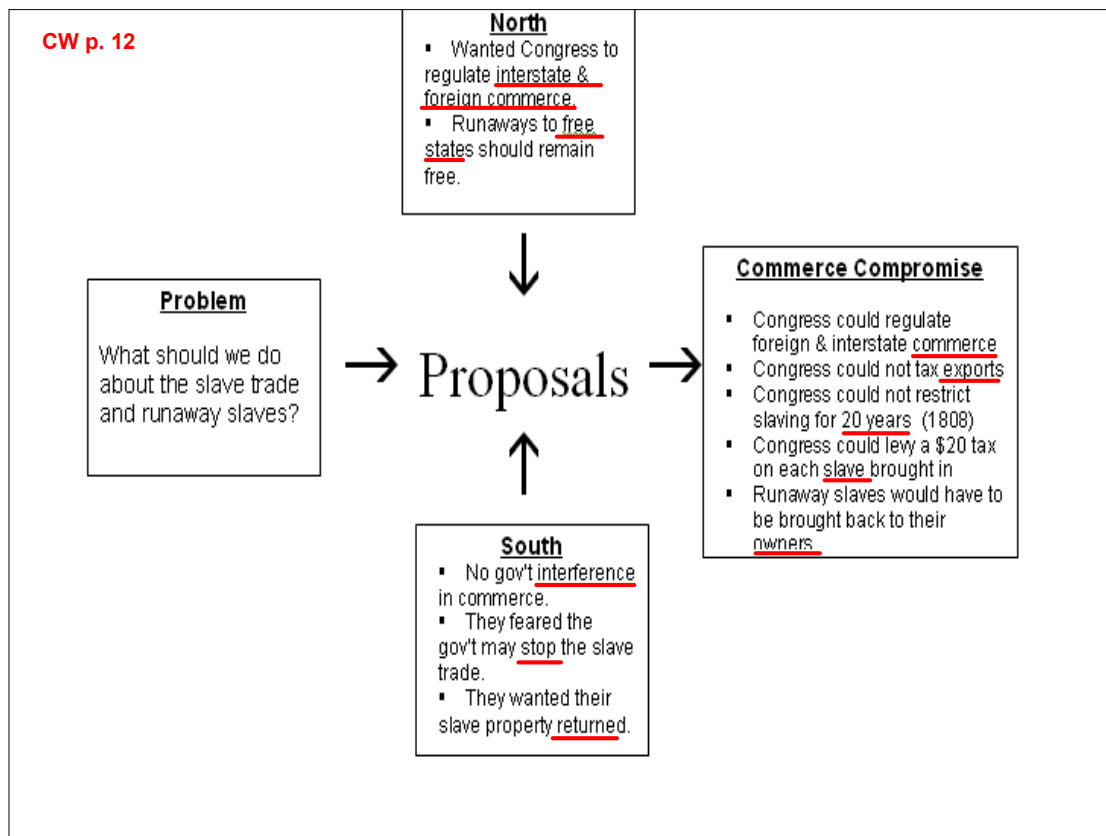 CW p. 12
North
▪ Wanted Congress to
regulate interstate &
foreign commerce.
▪ Runaways to free
states should remain
free.
Problem
What should we do
about the slave trade
and runaway slaves?
Proposals
Commerce Compromise
▪ Congress could regulate
foreign & interstate commerce
▪ Congress could not tax exports
▪ Congress could not restrict
slaving for 20 years (1808)
▪ Congress could levy a $20 tax
on each slave brought in
▪ Runaway slaves would have to
be brought back to their
owners
South
▪ No gov't interference
in commerce.
▪ They feared the
gov't may stop the slave
trade.
▪ They wanted their
slave property returned.